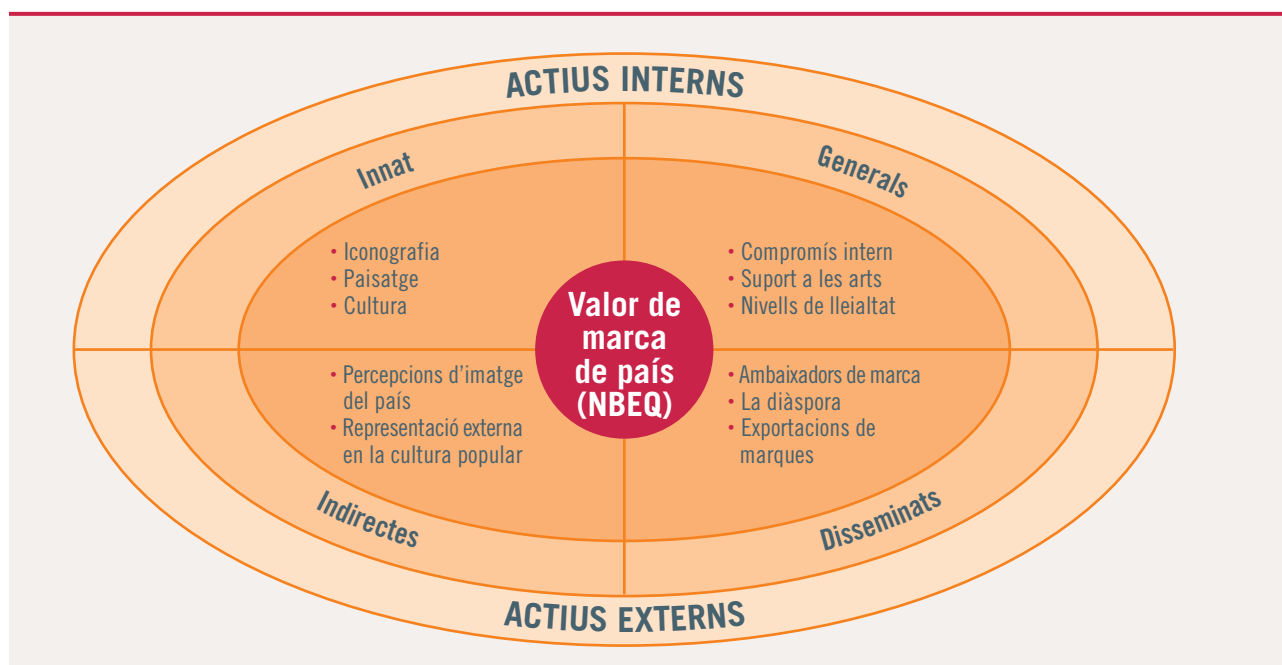 ACTIUS INTERNS
Innat
Generals
• Iconografia
• Paisatge
• Cultura
• Compromís intern
• Suport a les arts
• Nivells de lleialtat
Valor de
marca
de país
(NBEQ)
• Percepcions d’imatge
del país
• Representació externa
en la cultura popular
• Ambaixadors de marca
• La diàspora
• Exportacions de
marques
Indirectes
Disseminats
ACTIUS EXTERNS